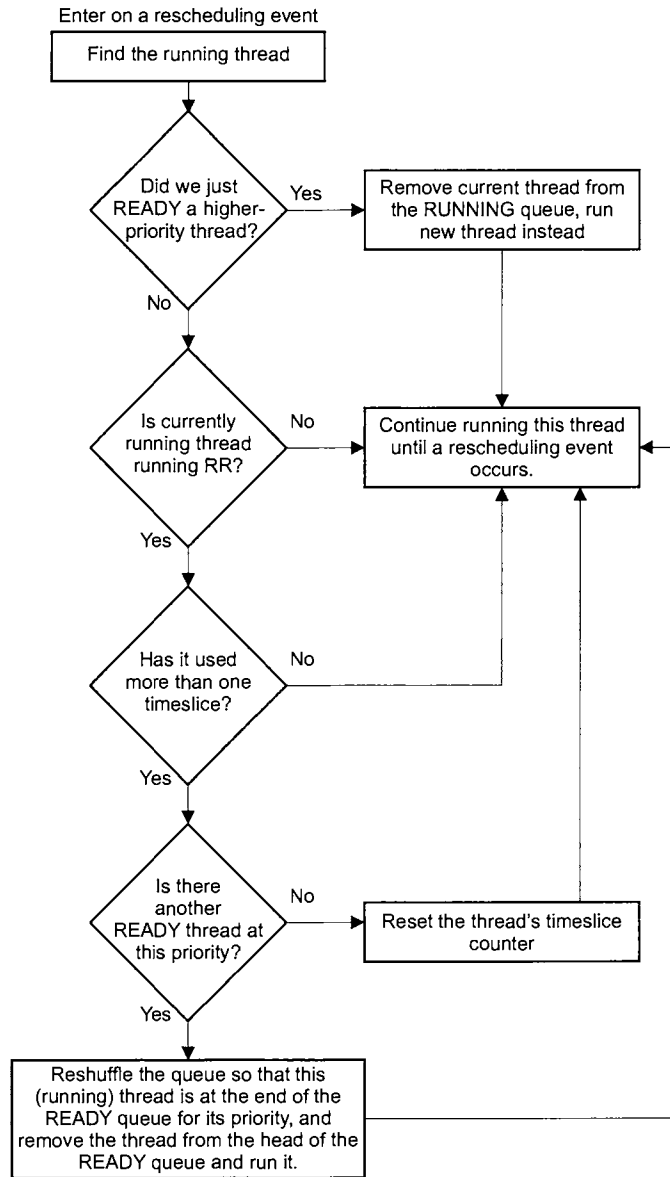 Enter on a rescheduling event
Find the running thread
Did we just
READY a higher-
priority thread?
Yes
Remove current thread from
the RUNNING queue, run
new thread instead
No
Is currently
running thread
running RR?
No
Continue running this thread
until a rescheduling event
occurs.
Yes
Has it used
more than one
timeslice?
No
Yes
Is there
another
READY thread at
this priority?
No
Reset the thread's timeslice
counter
Yes
Reshuffle the queue so that this
(running) thread is at the end of the
READY queue for its priority, and
remove the thread from the head of the
READY queue and run it.